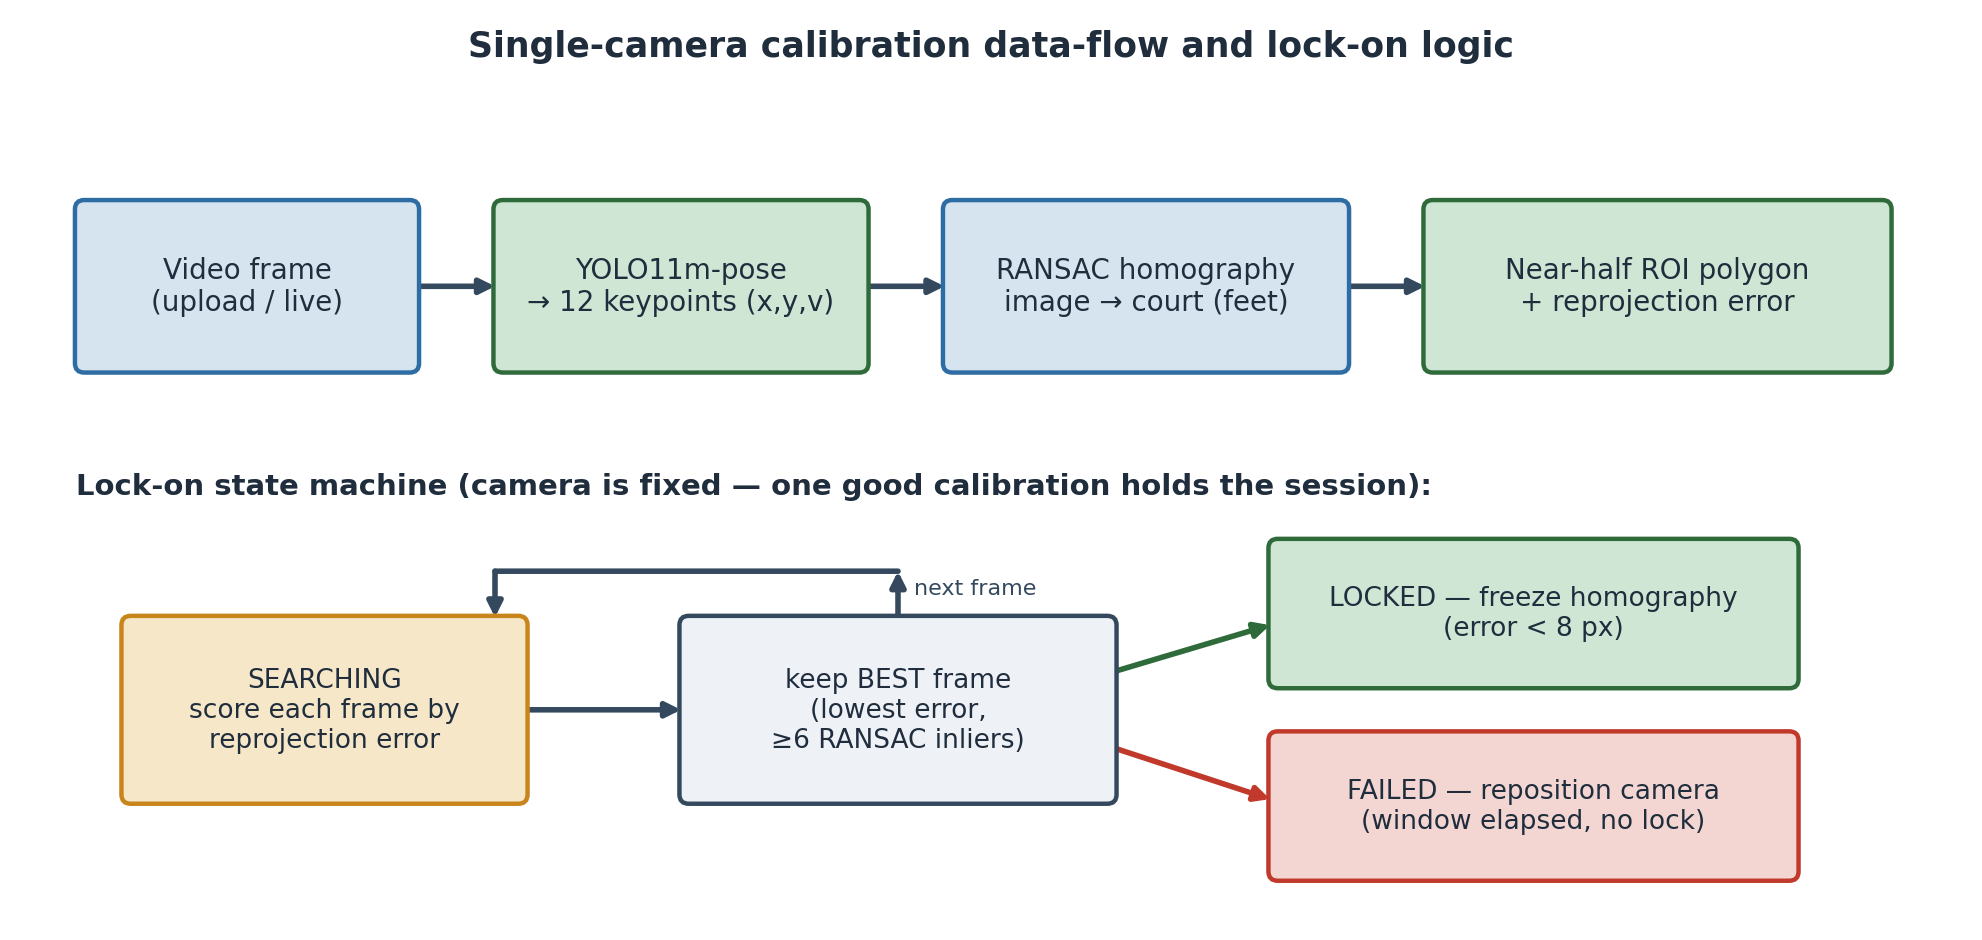 Single-camera calibration data-flow and lock-on logic
Video frame
(upload / live)
YOLO11m-pose
→ 12 keypoints (x,y,v)
RANSAC homography
image → court (feet)
Near-half ROI polygon
+ reprojection error
Lock-on state machine (camera is fixed — one good calibration holds the session):
next frame
SEARCHING
score each frame by
reprojection error
keep BEST frame
(lowest error,
≥6 RANSAC inliers)
LOCKED — freeze homography
(error < 8 px)
FAILED — reposition camera
(window elapsed, no lock)